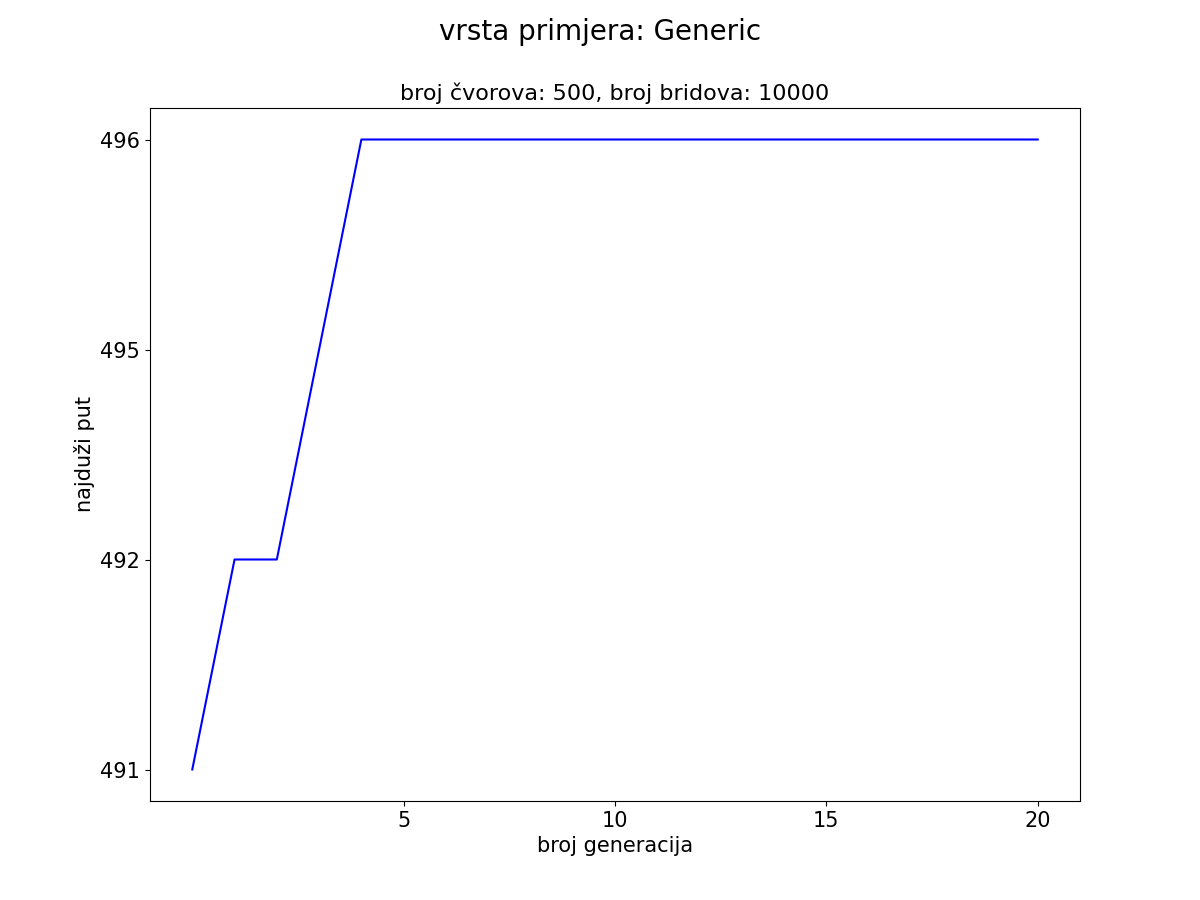 vrsta primjera: Generic
broj čvorova: 500, broj bridova: 10000
496
495
492
491
najduži put
5 10 15 20
broj generacija